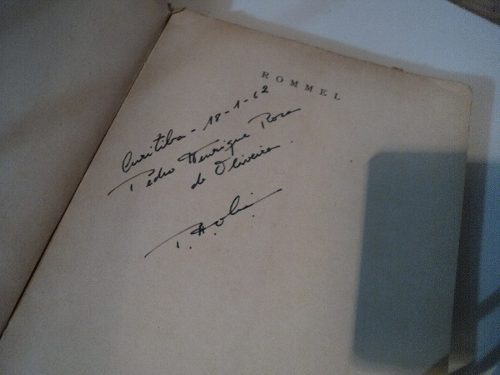 ROMMEL
Curitiba - 18-1-62
Pedro Henrique Rosa
de Oliveira